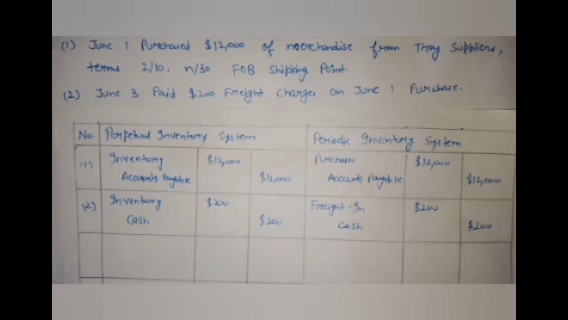 (1) June 1 Purchased $12,000 of merchandise from Troy Suppliers,
terms 2/10, n/30 FOB Shipping Point.
(2) June 3 Paid $200 Freight Charges on June 1 Purchase.
No. Perpetual Inventory System Periodic Inventory System
(1) Inventory $12,000 Purchases $12,000
Accounts Payable $12,000 Accounts Payable $12,000
(2) Inventory $200 Freight-In $200
Cash $200 Cash $200